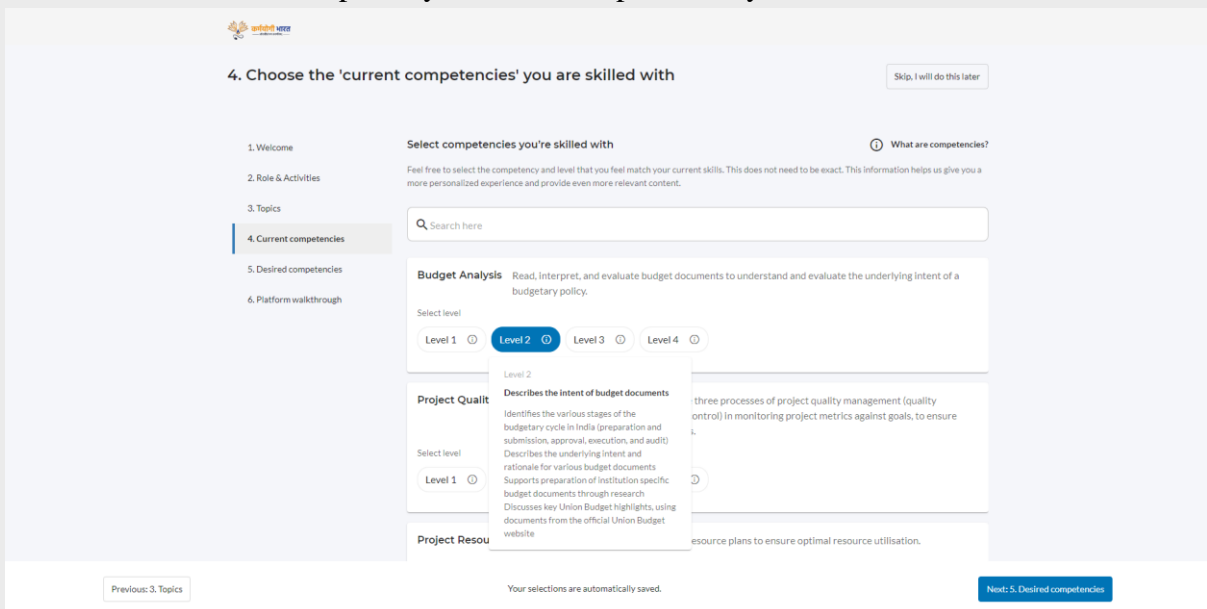 कर्मयोगी भारत
4. Choose the 'current competencies' you are skilled with
Skip, I will do this later
1. Welcome
2. Role & Activities
3. Topics
4. Current competencies
5. Desired competencies
6. Platform walkthrough
Select competencies you're skilled with
What are competencies?
Feel free to select the competency and level that you feel match your current skills. This does not need to be exact. This information helps us give you a
more personalized experience and provide even more relevant content.
Search here
Budget Analysis Read, interpret, and evaluate budget documents to understand and evaluate the underlying intent of a
budgetary policy.
Select level
Level 1 Level 2 Level 3 Level 4
Level 2
Describes the intent of budget documents
Identifies the various stages of the
budgetary cycle in India (preparation and
submission, approval, execution, and audit)
Describes the underlying intent and
rationale for various budget documents
Supports preparation of institution specific
budget documents through research
Discusses key Union Budget highlights, using
documents from the official Union Budget
website
Project Qualit three processes of project quality management (quality
ontrol) in monitoring project metrics against goals, to ensure
Select level
Level 1
Project Resou esource plans to ensure optimal resource utilisation.
Previous: 3. Topics
Your selections are automatically saved.
Next: 5. Desired competencies